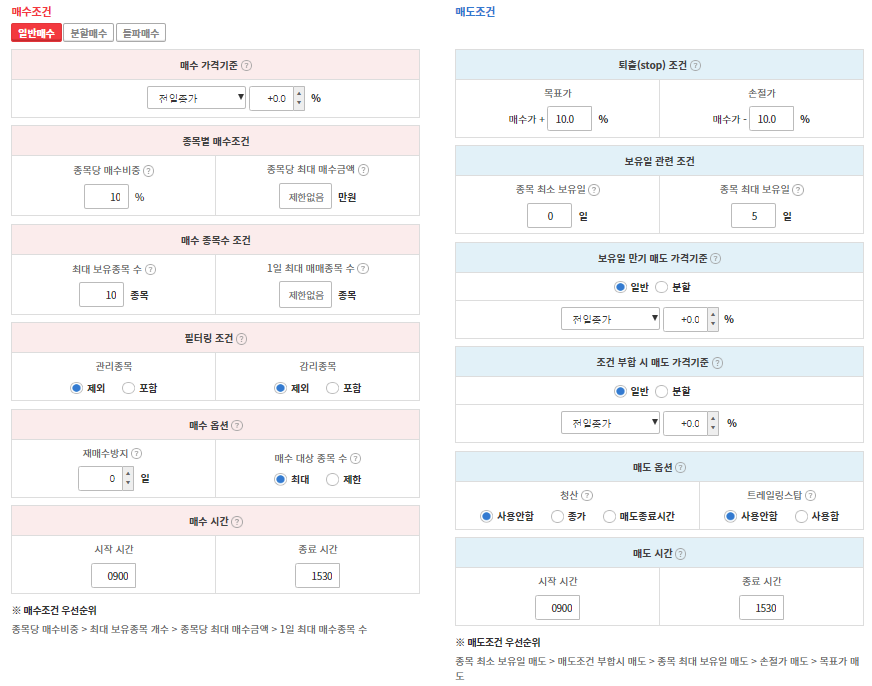 매수조건
일반매수 분할매수 돌파매수
매수 가격기준 ?
전일종가 +0.0 %
종목별 매수조건
종목당 매수비중 ? 종목당 최대 매수금액 ?
10 % 제한없음 만원
매수 종목수 조건
최대 보유종목 수 ? 1일 최대 매매종목 수 ?
10 종목 제한없음 종목
필터링 조건 ?
관리종목 감리종목
제외 포함 제외 포함
매수 옵션 ?
재매수방지 ? 매수 대상 종목 수 ?
0 일 최대 제한
매수 시간 ?
시작 시간 종료 시간
0900 1530
※ 매수조건 우선순위
종목당 매수비중 > 최대 보유종목 개수 > 종목당 최대 매수금액 > 1일 최대 매수종목 수
매도조건
퇴출(stop) 조건 ?
목표가 손절가
매수가 + 10.0 % 매수가 - 10.0 %
보유일 관련 조건
종목 최소 보유일 ? 종목 최대 보유일 ?
0 일 5 일
보유일 만기 매도 가격기준 ?
일반 분할
전일종가 +0.0 %
조건 부합 시 매도 가격기준 ?
일반 분할
전일종가 +0.0 %
매도 옵션 ?
청산 ? 트레일링스탑 ?
사용안함 종가 매도종료시간 사용안함 사용함
매도 시간 ?
시작 시간 종료 시간
0900 1530
※ 매도조건 우선순위
종목 최소 보유일 매도 > 매도조건 부합시 매도 > 종목 최대 보유일 매도 > 손절가 매도 > 목표가 매
도